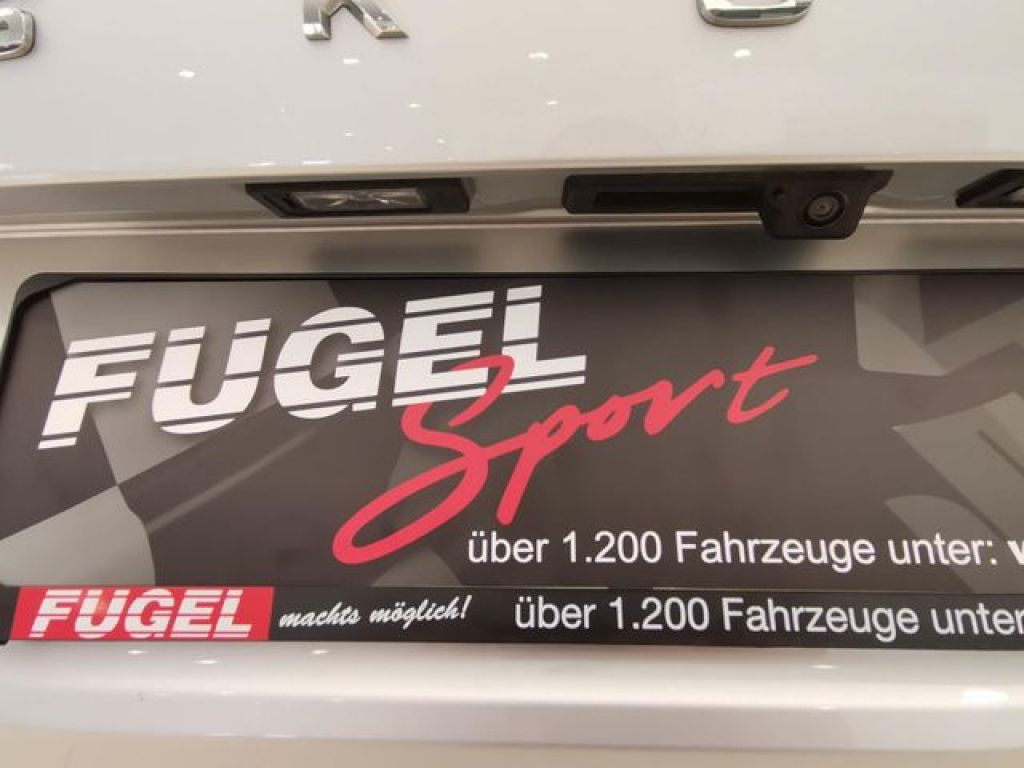 K
FUGEL
Sport
über 1.200 Fahrzeuge unter:
FUGEL machts möglich! über 1.200 Fahrzeuge unter